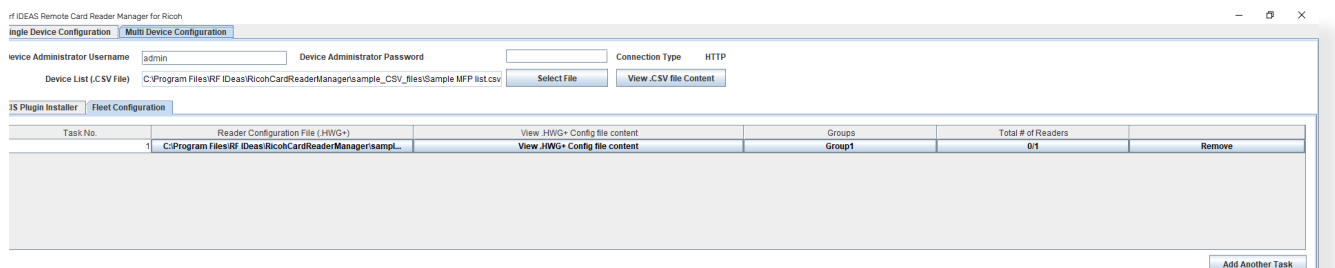 rf IDEAS Remote Card Reader Manager for Ricoh
ingle Device Configuration Multi Device Configuration
Device Administrator Username admin Device Administrator Password Connection Type HTTP
Device List (.CSV File) C:\Program Files\RF IDeas\RicohCardReaderManager\sample_CSV_files\Sample MFP list.csv Select File View .CSV file Content
IS Plugin Installer Fleet Configuration
Task No. Reader Configuration File (.HWG+) View .HWG+ Config file content Groups Total # of Readers
1 C:\Program Files\RF IDeas\RicohCardReaderManager\sampl... View .HWG+ Config file content Group1 0/1 Remove
Add Another Task